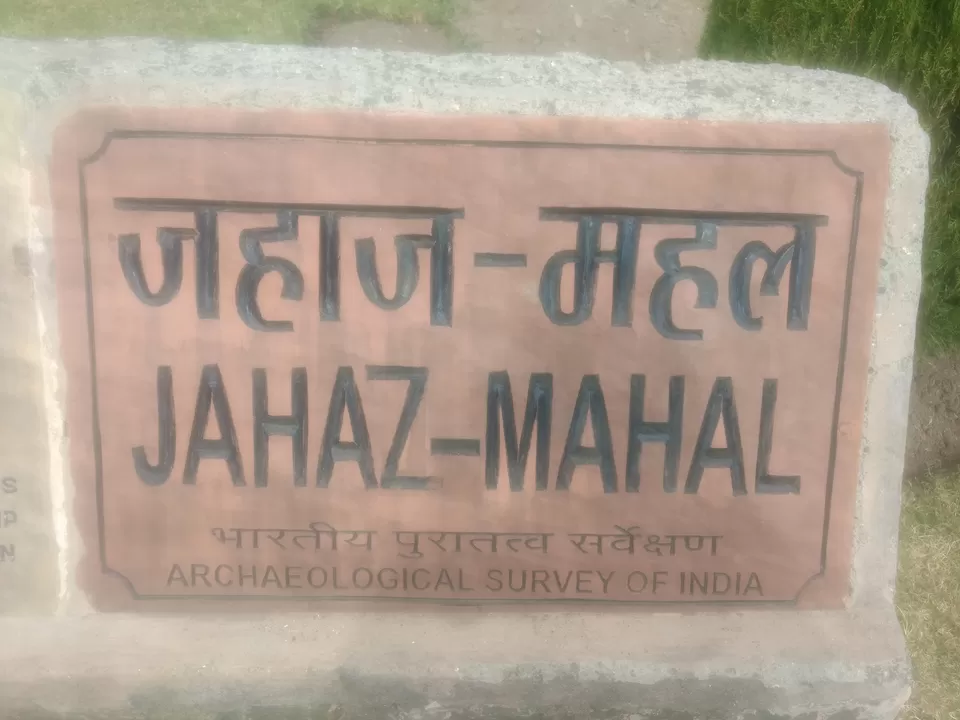 जहाज-महल
JAHAZ-MAHAL
भारतीय पुरातत्व सर्वेक्षण
ARCHAEOLOGICAL SURVEY OF INDIA